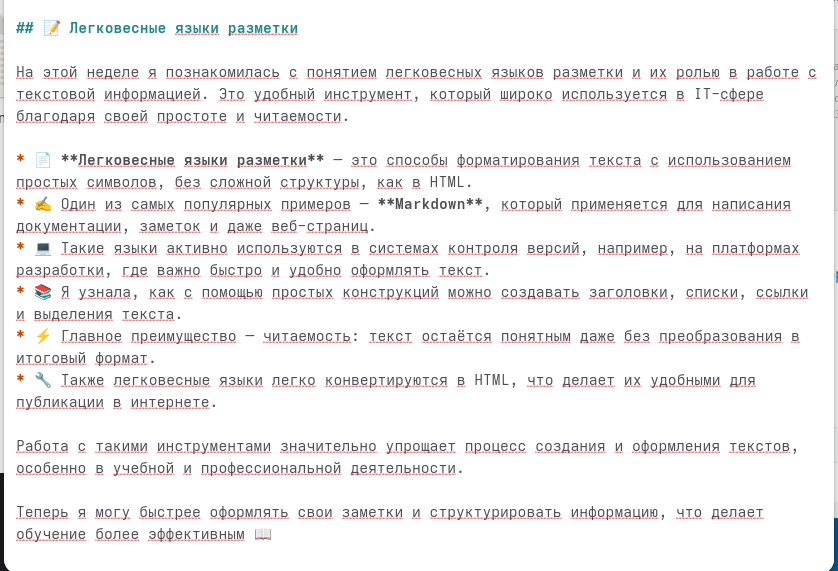 ## 📝 Легковесные языки разметки
На этой неделе я познакомилась с понятием легковесных языков разметки и их ролью в работе с
текстовой информацией. Это удобный инструмент, который широко используется в IT-сфере
благодаря своей простоте и читаемости.
* 📄 **Легковесные языки разметки** — это способы форматирования текста с использованием
простых символов, без сложной структуры, как в HTML.
* ✍️ Один из самых популярных примеров — **Markdown**, который применяется для написания
документации, заметок и даже веб-страниц.
* 💻 Такие языки активно используются в системах контроля версий, например, на платформах
разработки, где важно быстро и удобно оформлять текст.
* 📚 Я узнала, как с помощью простых конструкций можно создавать заголовки, списки, ссылки
и выделения текста.
* ⚡ Главное преимущество — читаемость: текст остаётся понятным даже без преобразования в
итоговый формат.
* 🔧 Также легковесные языки легко конвертируются в HTML, что делает их удобными для
публикации в интернете.
Работа с такими инструментами значительно упрощает процесс создания и оформления текстов,
особенно в учебной и профессиональной деятельности.
Теперь я могу быстрее оформлять свои заметки и структурировать информацию, что делает
обучение более эффективным 📖